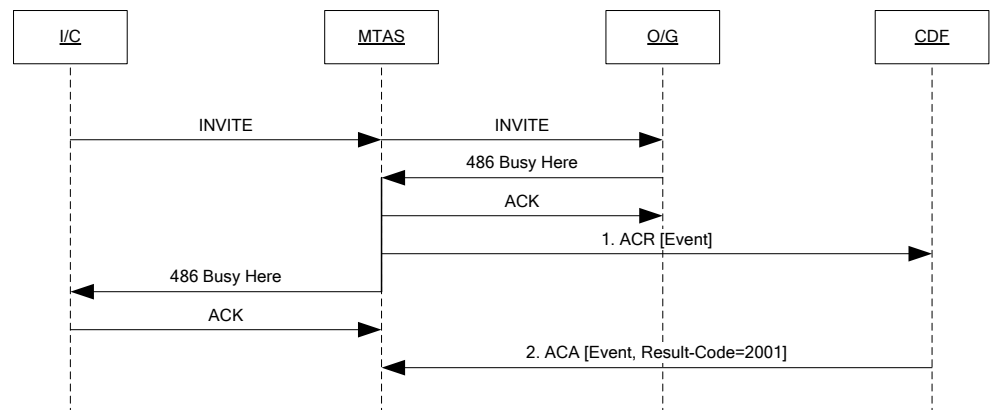 I/C
MTAS
O/G
CDF
INVITE
INVITE
486 Busy Here
ACK
1. ACR [Event]
486 Busy Here
ACK
2. ACA [Event, Result-Code=2001]